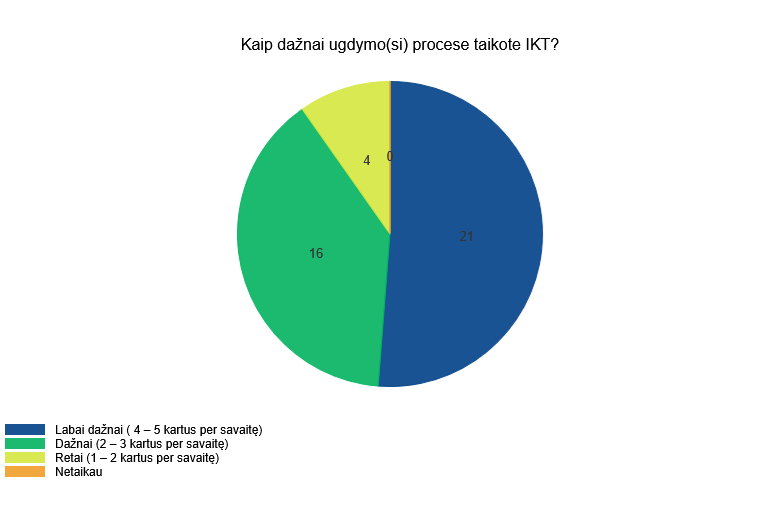 Kaip dažnai ugdymo(si) procese taikote IKT?
4
0
21
16
Labai dažnai ( 4 – 5 kartus per savaitę)
Dažnai (2 – 3 kartus per savaitę)
Retai (1 – 2 kartus per savaitę)
Netaikau